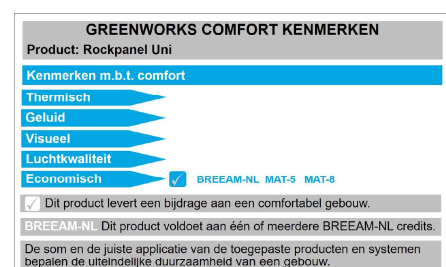 GREENWORKS COMFORT KENMERKEN
Product: Rockpanel Uni
Kenmerken m.b.t. comfort
Thermisch
Geluid
Visueel
Luchtkwaliteit
Economisch BREEAM-NL MAT-5 MAT-8
Dit product levert een bijdrage aan een comfortabel gebouw.
BREEAM-NL Dit product voldoet aan één of meerdere BREEAM-NL credits.
De som en de juiste applicatie van de toegepaste producten en systemen
bepalen de uiteindelijke duurzaamheid van een gebouw.